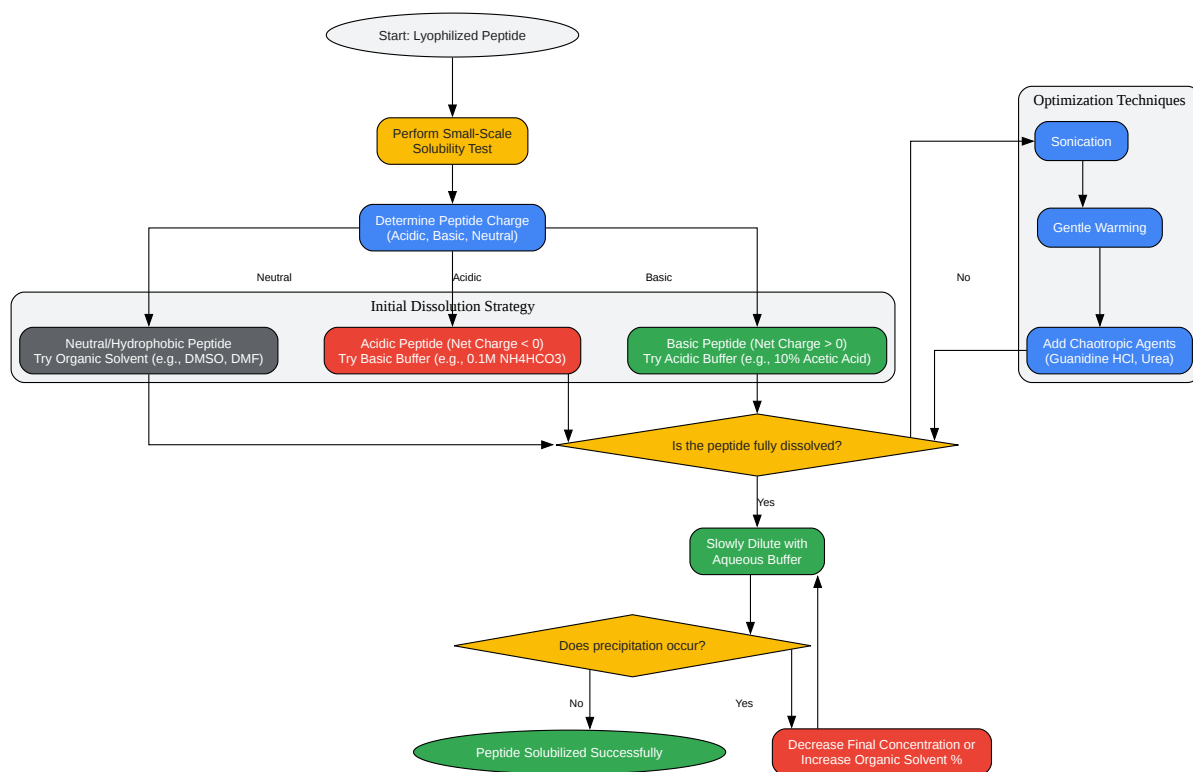 Start: Lyophilized Peptide
Perform Small-Scale
Solubility Test
Determine Peptide Charge
(Acidic, Basic, Neutral)
Neutral
Acidic
Basic
Initial Dissolution Strategy
Neutral/Hydrophobic Peptide
Try Organic Solvent (e.g., DMSO, DMF)
Acidic Peptide (Net Charge < 0)
Try Basic Buffer (e.g., 0.1M NH4HCO3)
Basic Peptide (Net Charge > 0)
Try Acidic Buffer (e.g., 10% Acetic Acid)
Is the peptide fully dissolved?
No
Optimization Techniques
Sonication
Gentle Warming
Add Chaotropic Agents
(Guanidine HCl, Urea)
Yes
Slowly Dilute with
Aqueous Buffer
Does precipitation occur?
No
Yes
Peptide Solubilized Successfully
Decrease Final Concentration or
Increase Organic Solvent %